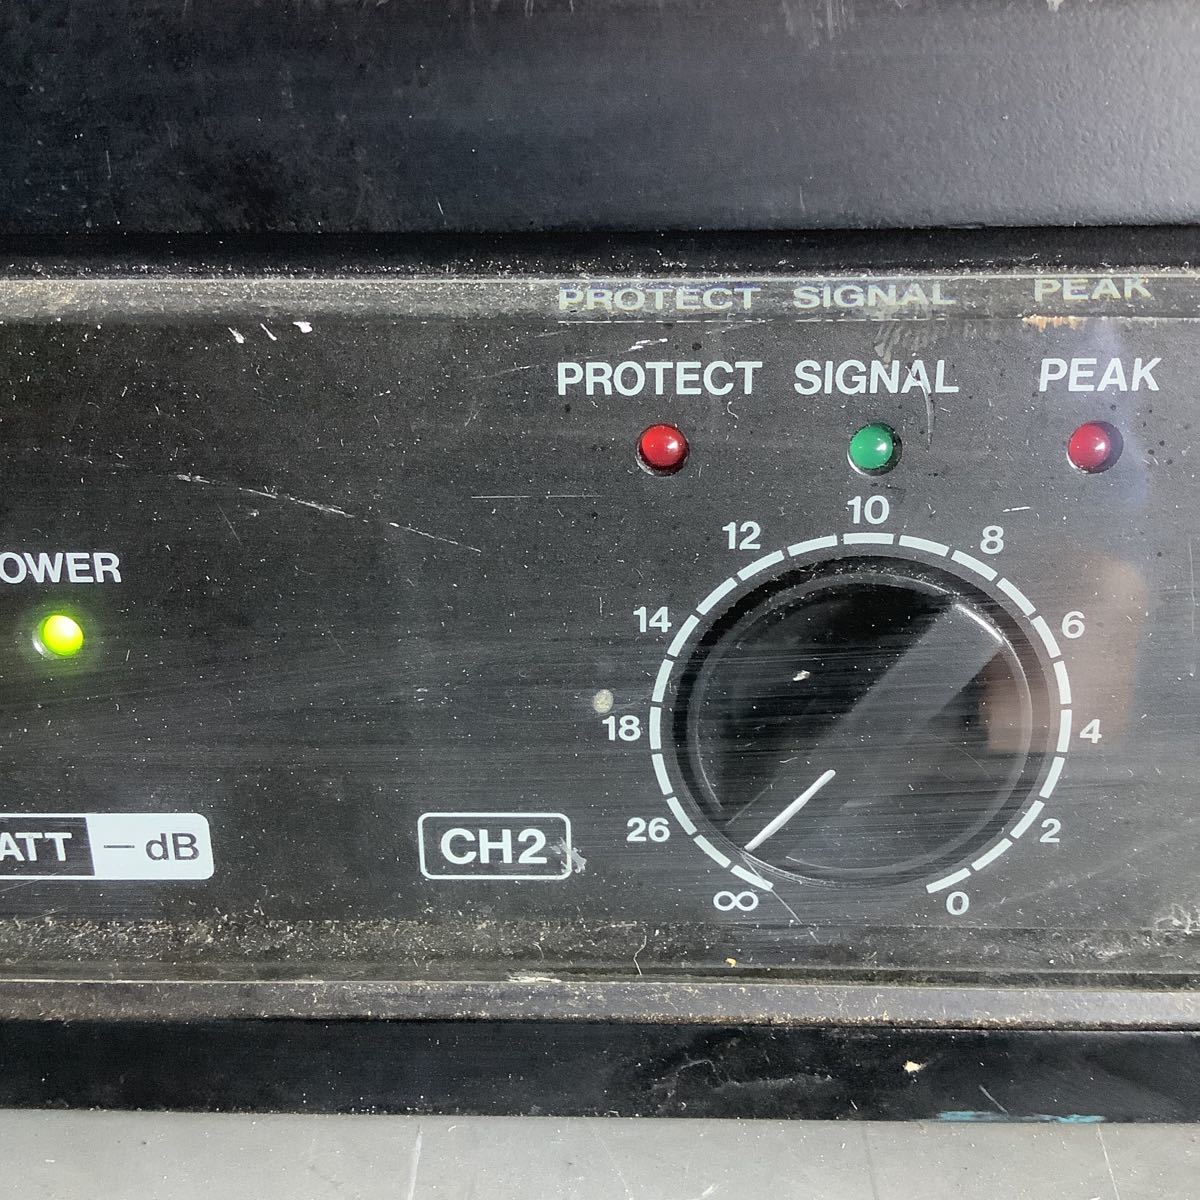 PROTECT SIGNAL PEAK
PROTECT SIGNAL PEAK
10
12 8
OWER
14 6
18 4
26 2
ATT —dB CH2
∞ 0